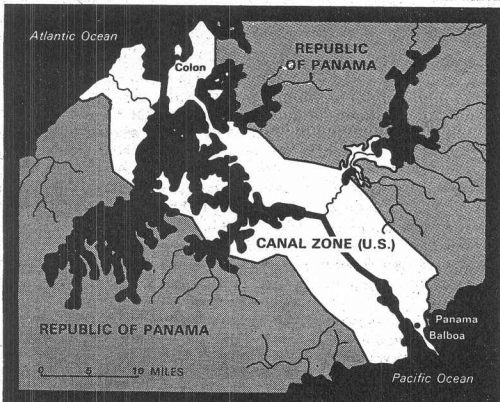 Atlantic Ocean
Colon
REPUBLIC
OF PANAMA
CANAL ZONE (U.S.)
REPUBLIC OF PANAMA
Panama
Balboa
0 5 10 MILES
Pacific Ocean